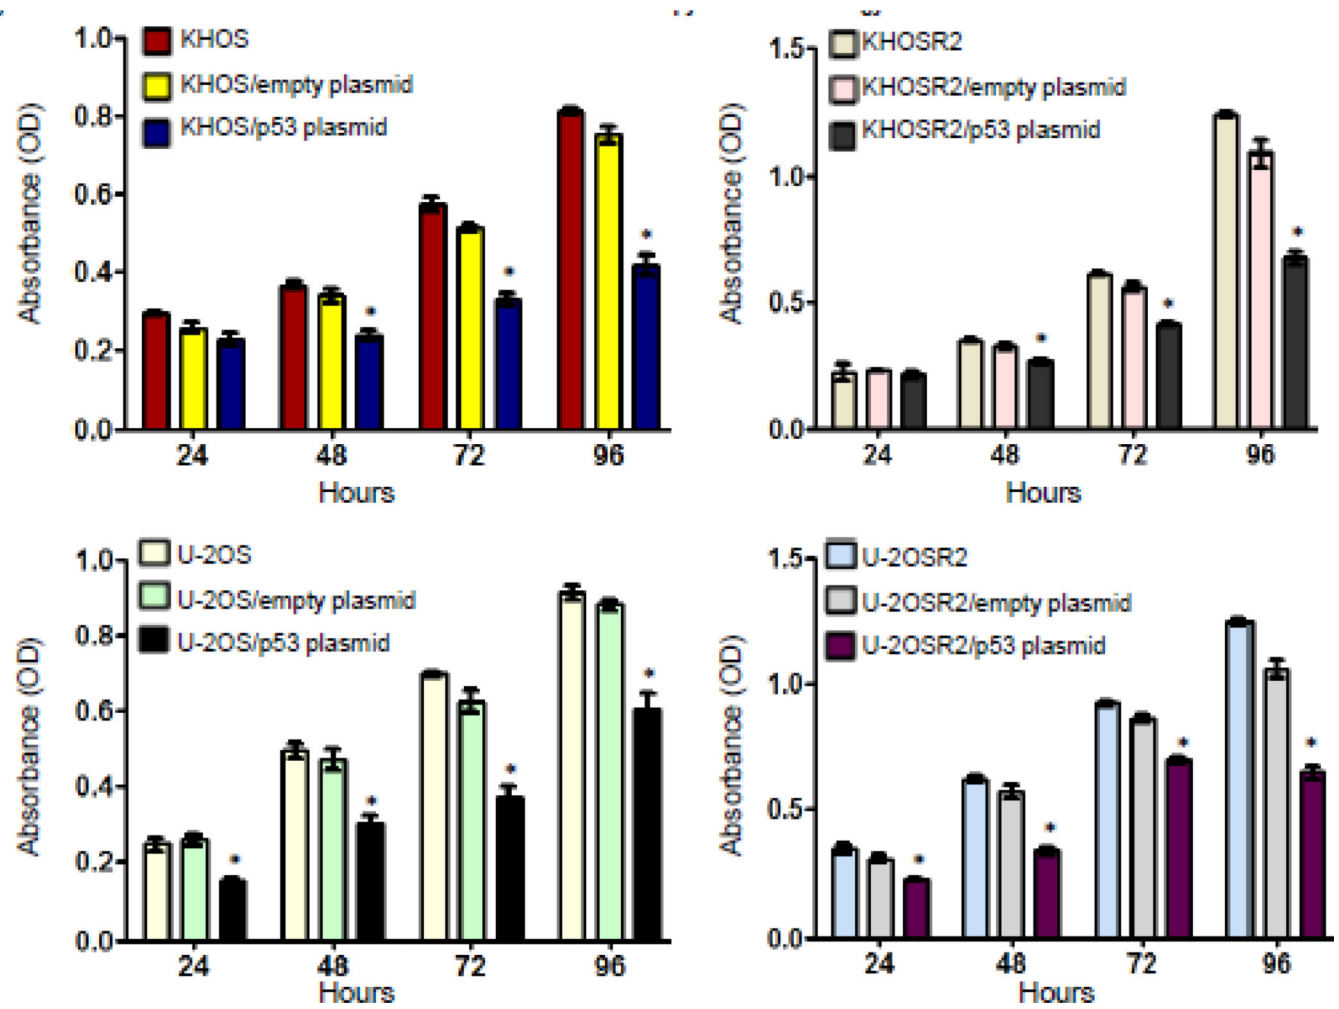 KHOS
KHOS/empty plasmid
KHOS/p53 plasmid
Absorbance (OD)
1.0
0.8
0.6
0.4
0.2
0.0
*
*
*
24 48 72 96
Hours
KHOSR2
KHOSR2/empty plasmid
KHOSR2/p53 plasmid
Absorbance (OD)
1.5
1.0
0.5
0.0
*
*
*
24 48 72 96
Hours
U-2OS
U-2OS/empty plasmid
U-2OS/p53 plasmid
Absorbance (OD)
1.0
0.8
0.6
0.4
0.2
0.0
*
*
*
*
24 48 72 96
Hours
U-2OSR2
U-2OSR2/empty plasmid
U-2OSR2/p53 plasmid
Absorbance (OD)
1.5
1.0
0.5
0.0
*
*
*
*
24 48 72 96
Hours